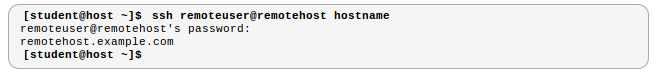 [student@host ~]$ ssh remoteuser@remotehost hostname
remoteuser@remotehost's password:
remotehost.example.com
[student@host ~]$